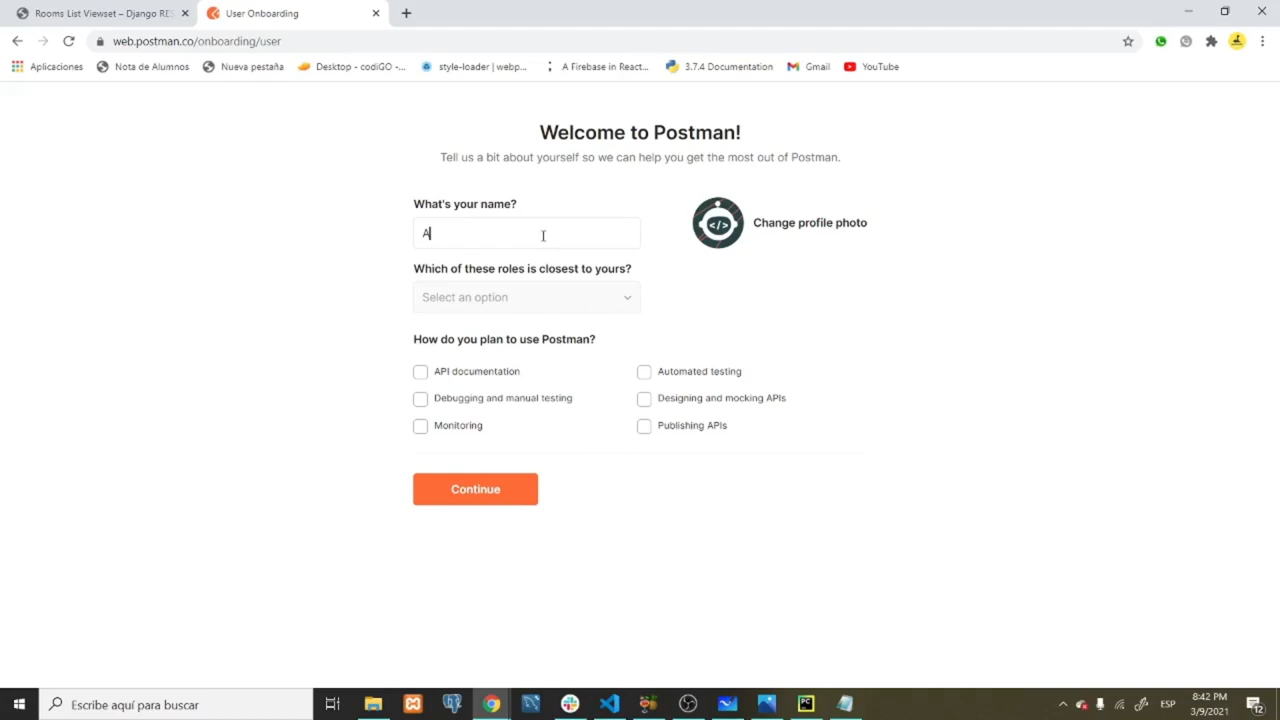 Rooms List Viewset – Django RES
User Onboarding
web.postman.co/onboarding/user
Aplicaciones
Nota de Alumnos
Nueva pestaña
Desktop - codiGO -...
style-loader | webp...
A Firebase in React...
3.7.4 Documentation
Gmail
YouTube
Welcome to Postman!
Tell us a bit about yourself so we can help you get the most out of Postman.
What's your name?
A
</>
Change profile photo
Which of these roles is closest to yours?
Select an option
How do you plan to use Postman?
API documentation
Automated testing
Debugging and manual testing
Designing and mocking APIs
Monitoring
Publishing APIs
Continue
Escribe aquí para buscar
PC
ESP
8:42 PM
3/9/2021
12